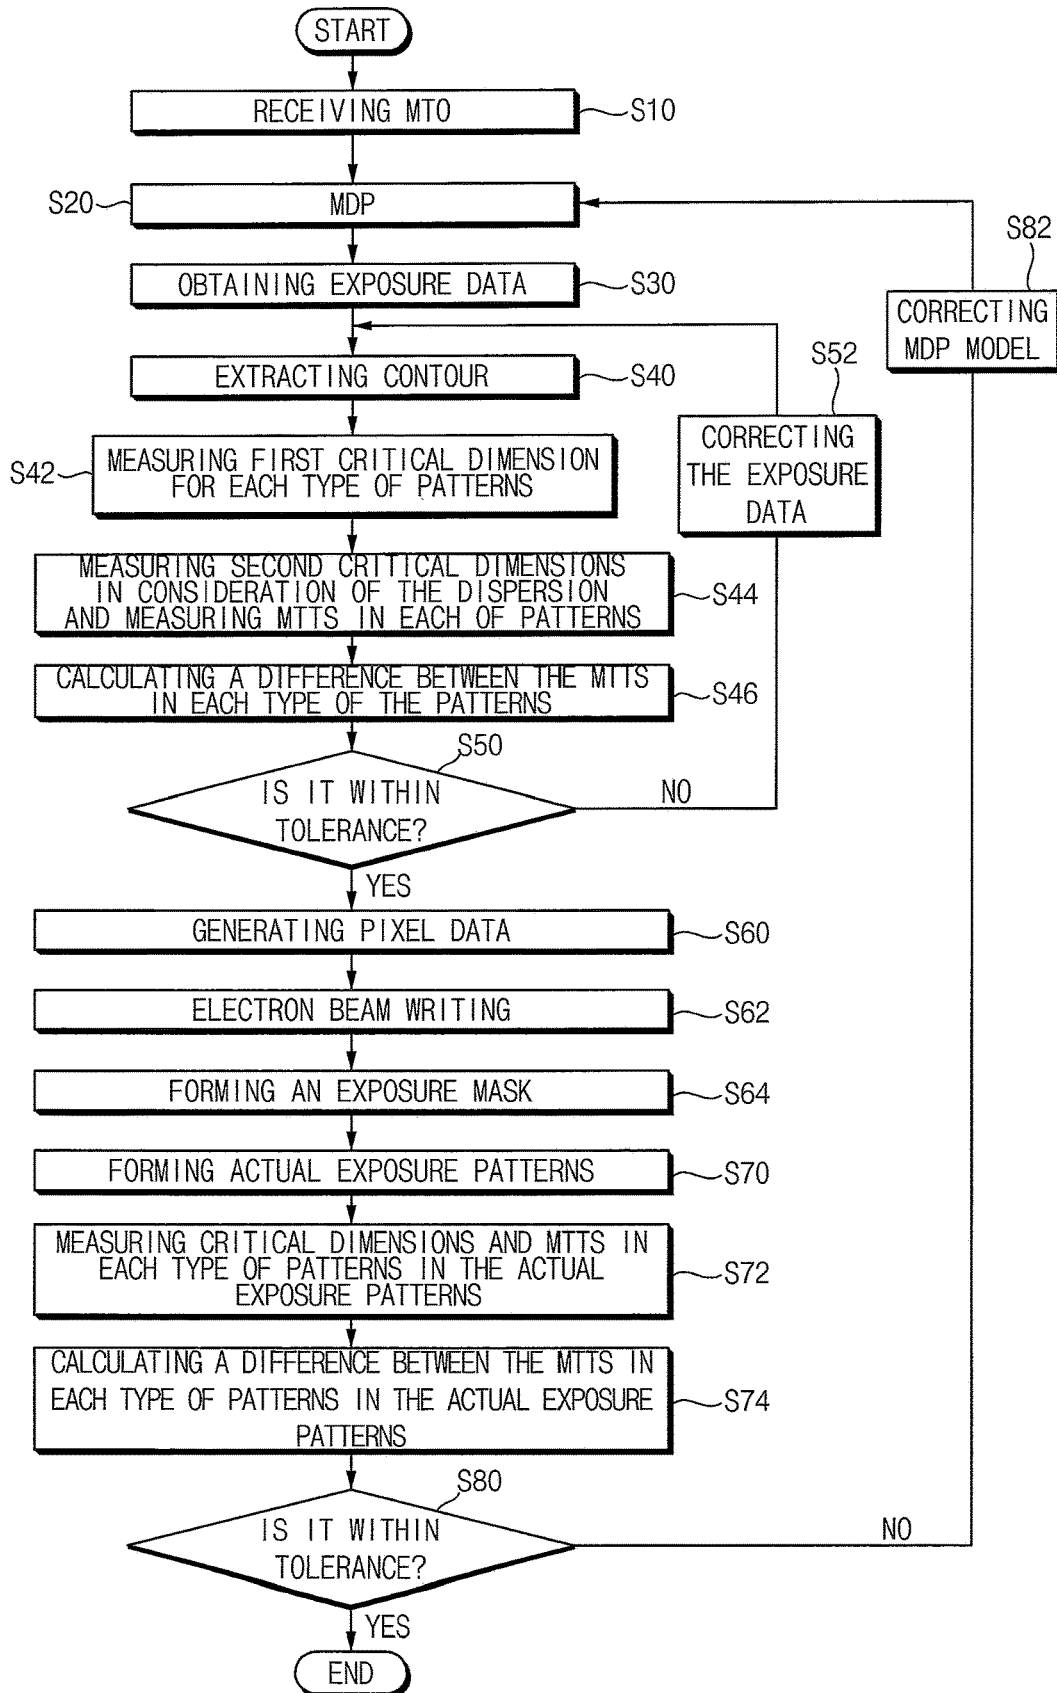 START
RECEIVING MTO
S10
S20
MDP
OBTAINING EXPOSURE DATA
S30
S82
CORRECTING
MDP MODEL
EXTRACTING CONTOUR
S40
S52
CORRECTING
THE EXPOSURE
DATA
S42
MEASURING FIRST CRITICAL DIMENSION
FOR EACH TYPE OF PATTERNS
MEASURING SECOND CRITICAL DIMENSIONS
IN CONSIDERATION OF THE DISPERSION
AND MEASURING MTTS IN EACH OF PATTERNS
S44
CALCULATING A DIFFERENCE BETWEEN THE MTTS
IN EACH TYPE OF THE PATTERNS
S46
S50
IS IT WITHIN
TOLERANCE?
NO
YES
GENERATING PIXEL DATA
S60
ELECTRON BEAM WRITING
S62
FORMING AN EXPOSURE MASK
S64
FORMING ACTUAL EXPOSURE PATTERNS
S70
MEASURING CRITICAL DIMENSIONS AND MTTS IN
EACH TYPE OF PATTERNS IN THE ACTUAL
EXPOSURE PATTERNS
S72
CALCULATING A DIFFERENCE BETWEEN THE MTTS IN
EACH TYPE OF PATTERNS IN THE ACTUAL EXPOSURE
PATTERNS
S74
S80
IS IT WITHIN
TOLERANCE?
NO
YES
END